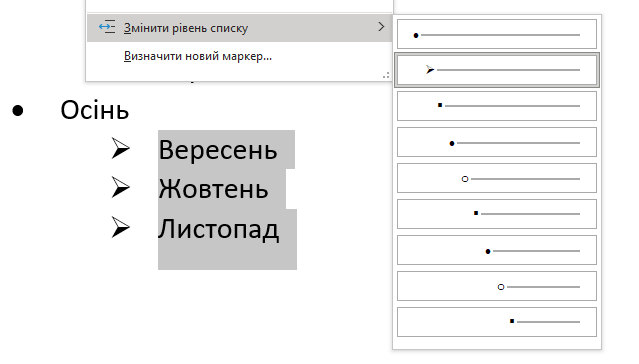 Змінити рівень списку
Визначити новий маркер...
Осінь
Вересень
Жовтень
Листопад